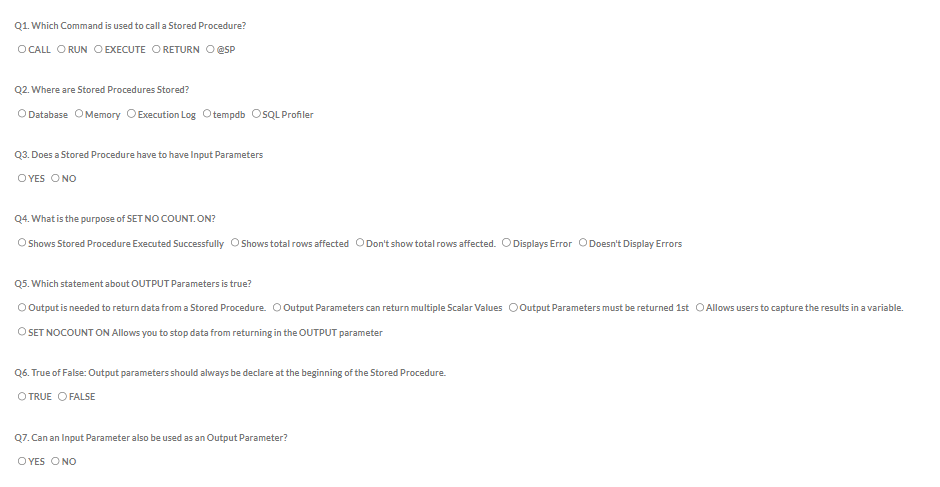 Q1. Which Command is used to call a Stored Procedure?
CALL RUN EXECUTE RETURN @SP
Q2. Where are Stored Procedures Stored?
Database Memory Execution Log tempdb SQL Profiler
Q3. Does a Stored Procedure have to have Input Parameters
YES NO
Q4. What is the purpose of SET NO COUNT. ON?
Shows Stored Procedure Executed Successfully Shows total rows affected Don't show total rows affected. Displays Error Doesn't Display Errors
Q5. Which statement about OUTPUT Parameters is true?
Output is needed to return data from a Stored Procedure. Output Parameters can return multiple Scalar Values Output Parameters must be returned 1st Allows users to capture the results in a variable.
SET NOCOUNT ON Allows you to stop data from returning in the OUTPUT parameter
Q6. True of False: Output parameters should always be declare at the beginning of the Stored Procedure.
TRUE FALSE
Q7. Can an Input Parameter also be used as an Output Parameter?
YES NO